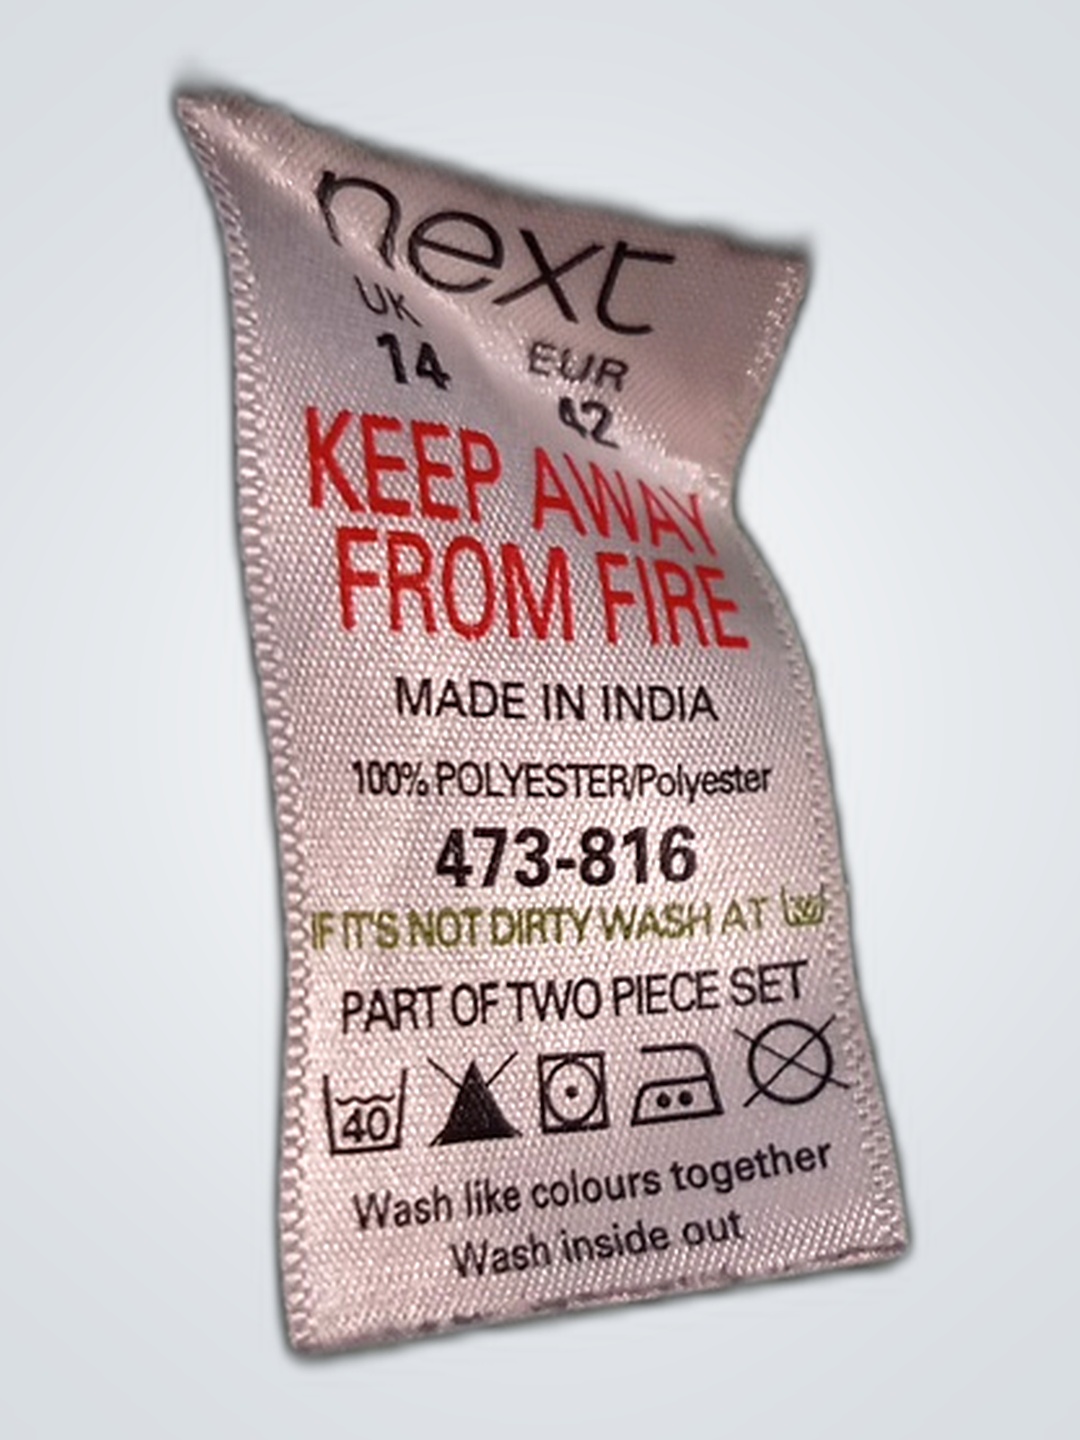 next
UK EUR
14 42
KEEP AWAY
FROM FIRE
MADE IN INDIA
100% POLYESTER/Polyester
473-816
IF IT'S NOT DIRTY WASH AT
PART OF TWO PIECE SET
40
Wash like colours together
Wash inside out